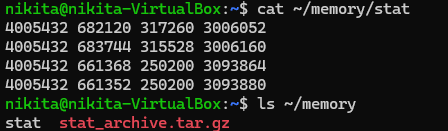 nikita@nikita-VirtualBox:~$ cat ~/memory/stat
4005432 682120 317260 3006052
4005432 683744 315528 3006160
4005432 661368 250200 3093864
4005432 661352 250200 3093880
nikita@nikita-VirtualBox:~$ ls ~/memory
stat  stat_archive.tar.gz